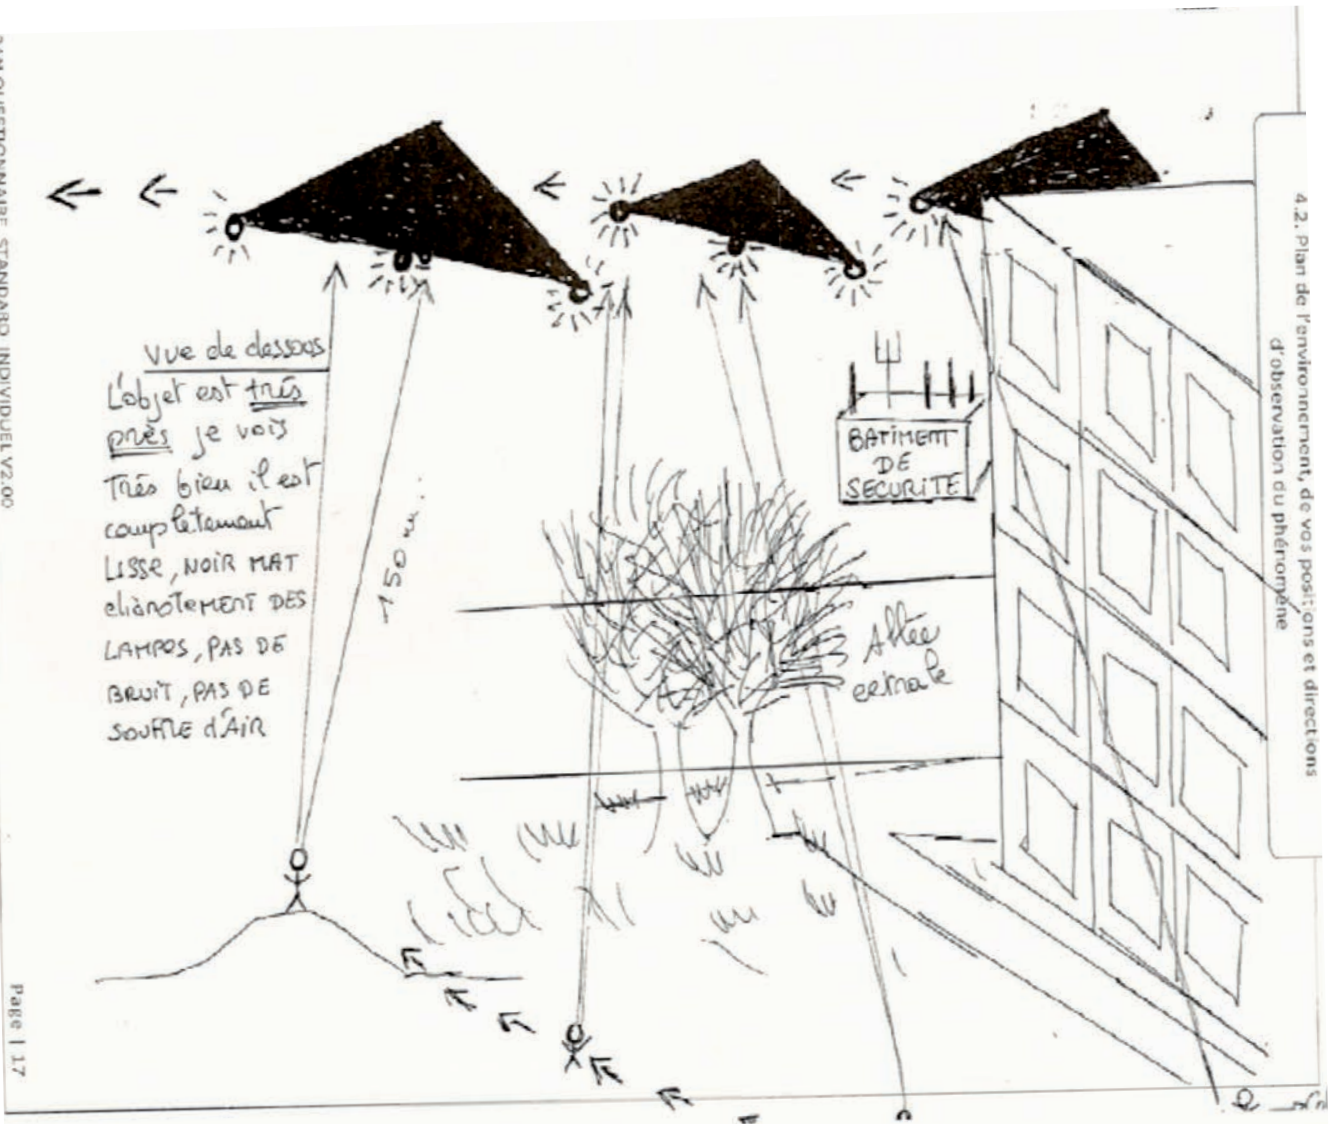 4.2. Plan de l'environnement, de vos positions et directions
d'observation du phénomène
Vue de dessous
L'objet est très
près je vois
Très bien il est
complètement
LISSE, NOIR MAT
DES
LAMPES, PAS DE
BRUIT, PAS DE
SOUFFLE d'AIR
150 m.
BATIMENT
DE
SECURITE
Allée
QUESTIONNAIRE STANDARD INDIVIDUEL V2.00
Page | 17